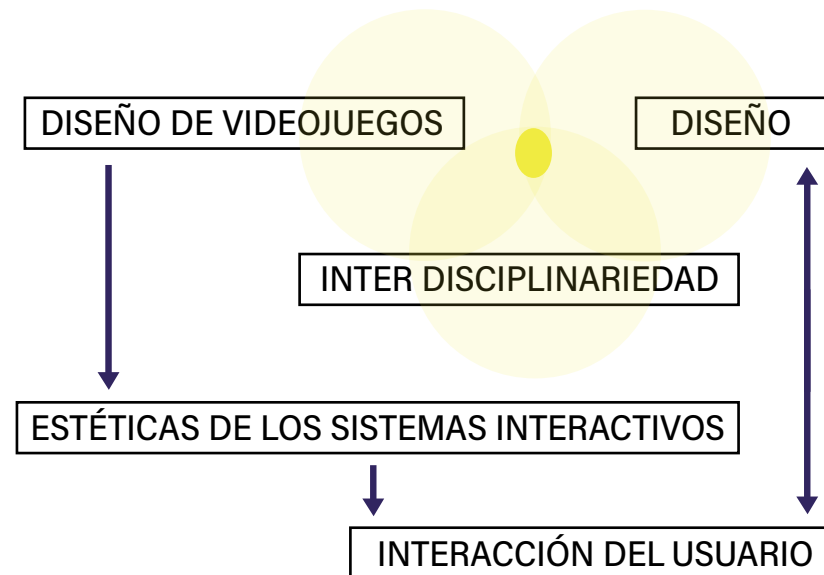 DISEÑO DE VIDEOJUEGOS
DISEÑO
INTER DISCIPLINARIEDAD
ESTÉTICAS DE LOS SISTEMAS INTERACTIVOS
INTERACCIÓN DEL USUARIO